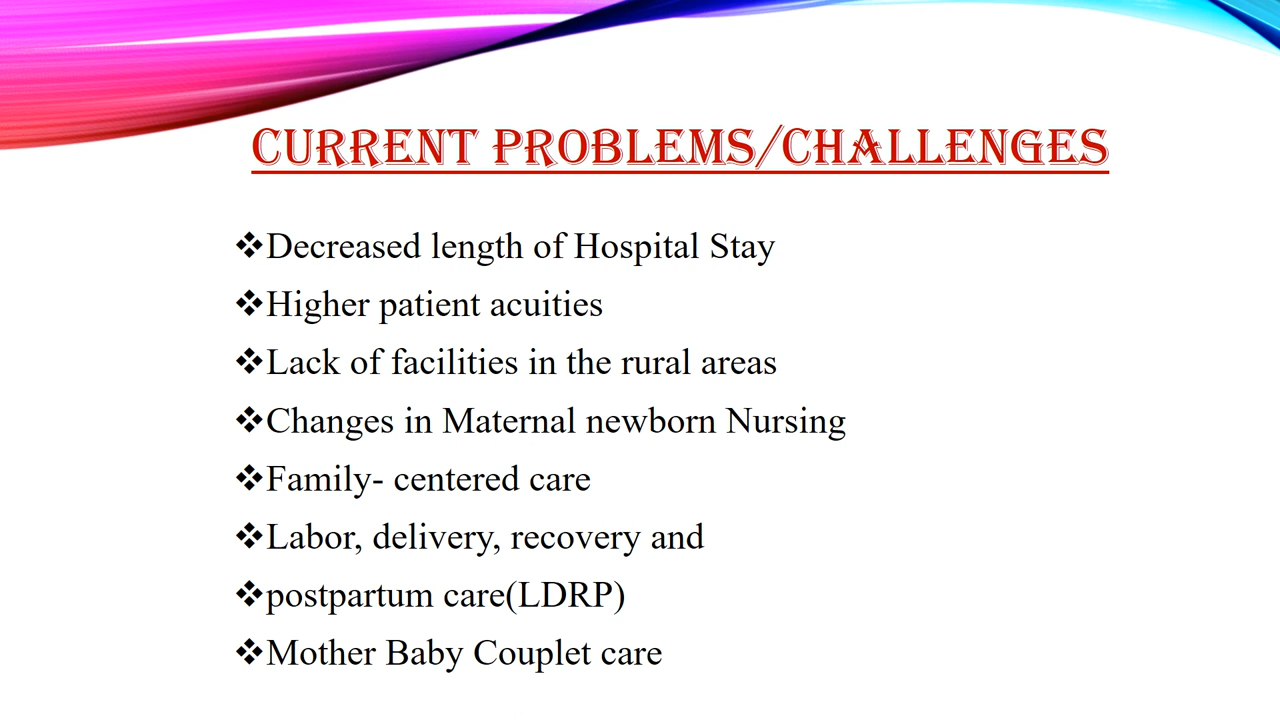 CURRENT PROBLEMS/CHALLENGES
❖Decreased length of Hospital Stay
❖Higher patient acuities
❖Lack of facilities in the rural areas
❖Changes in Maternal newborn Nursing
❖Family- centered care
❖Labor, delivery, recovery and
❖postpartum care(LDRP)
❖Mother Baby Couplet care